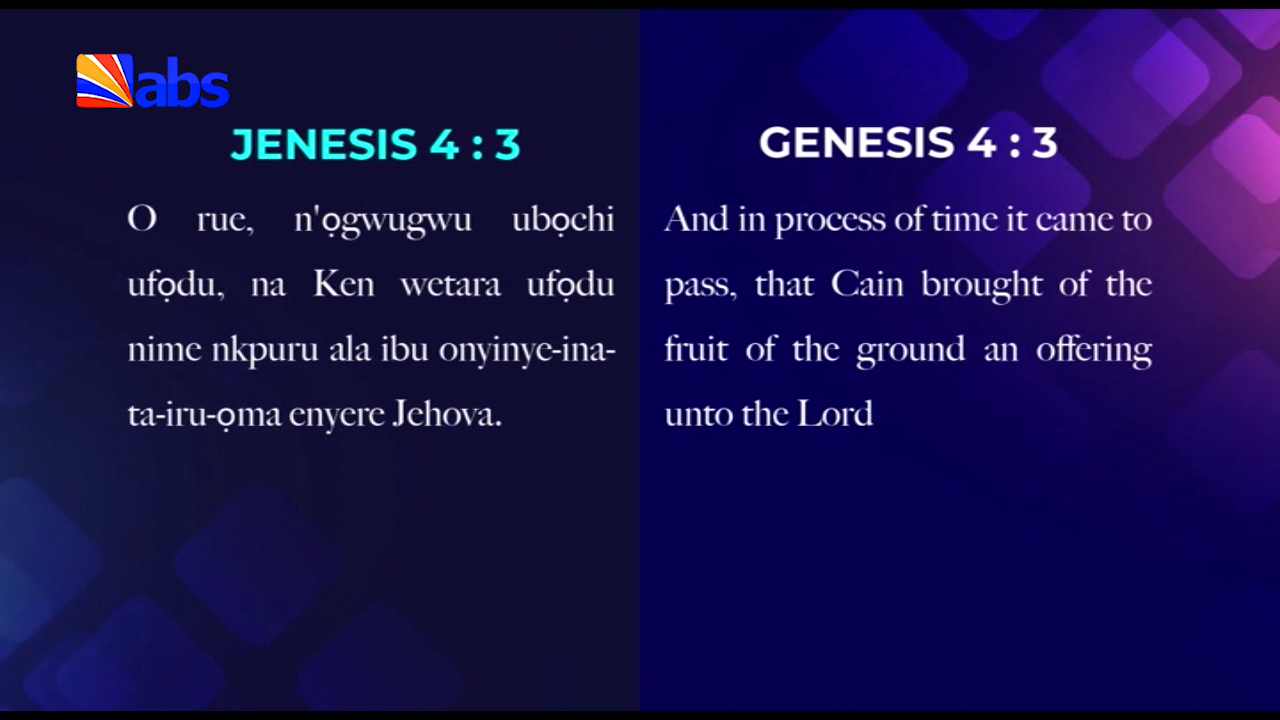 abs
JENESIS 4 : 3
O rue, n'ọgwugwu ubọchi
ufọdu, na Ken wetara ufọdu
nime nkpuru ala ibu onyinye-ina-
ta-iru-ọma enyere Jehova.
GENESIS 4 : 3
And in process of time it came to
pass, that Cain brought of the
fruit of the ground an offering
unto the Lord